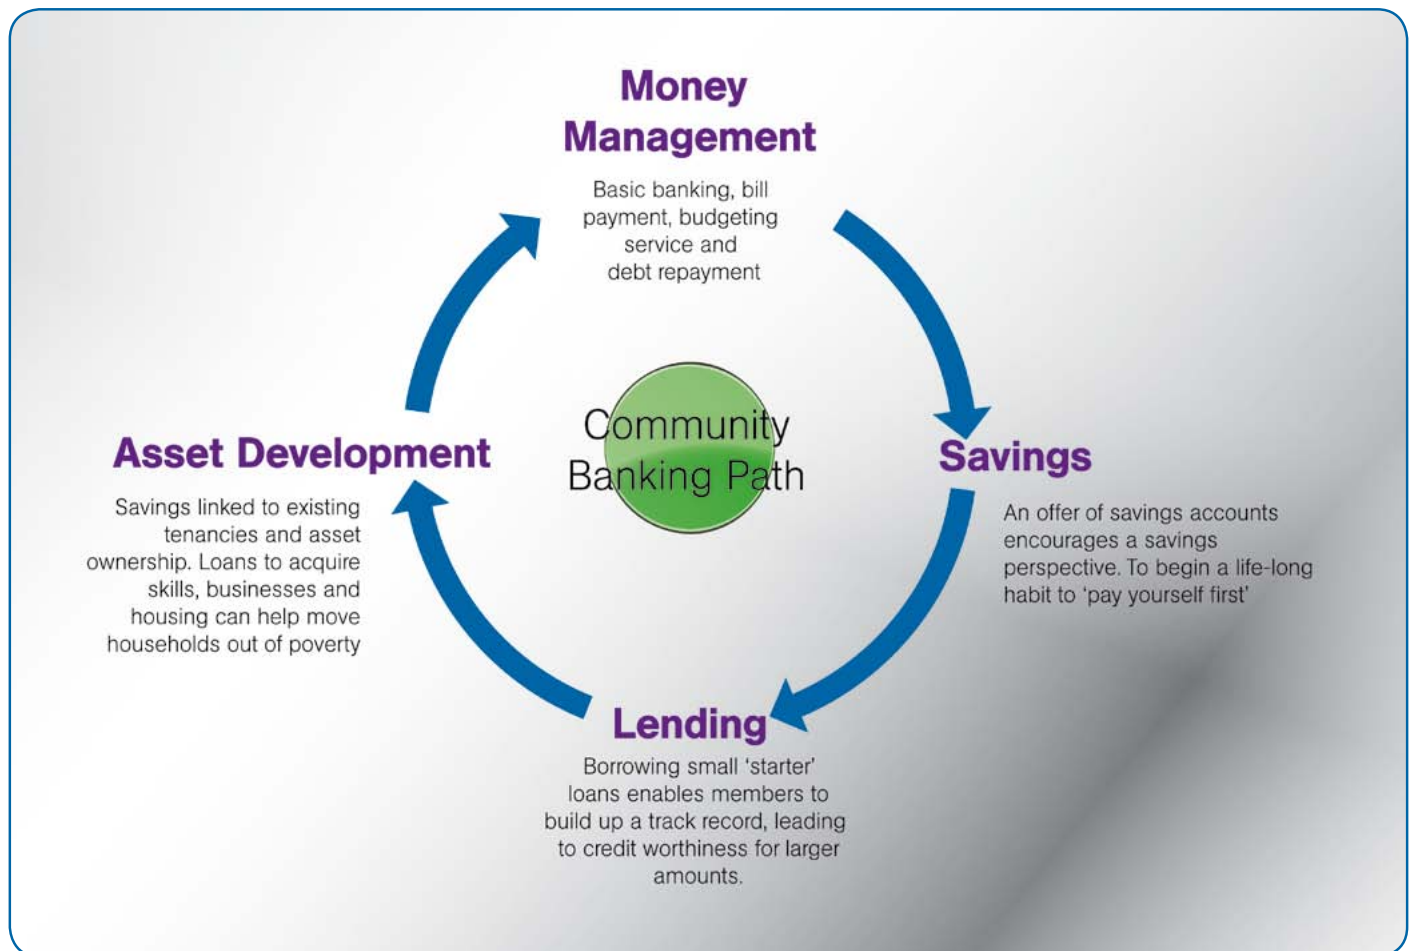 Money
Management
Basic banking, bill
payment, budgeting
service and
debt repayment
Community
Banking Path
Asset Development
Savings linked to existing
tenancies and asset
ownership. Loans to acquire
skills, businesses and
housing can help move
households out of poverty
Savings
An offer of savings accounts
encourages a savings
perspective. To begin a life-long
habit to ‘pay yourself first’
Lending
Borrowing small ‘starter’
loans enables members to
build up a track record, leading
to credit worthiness for larger
amounts.